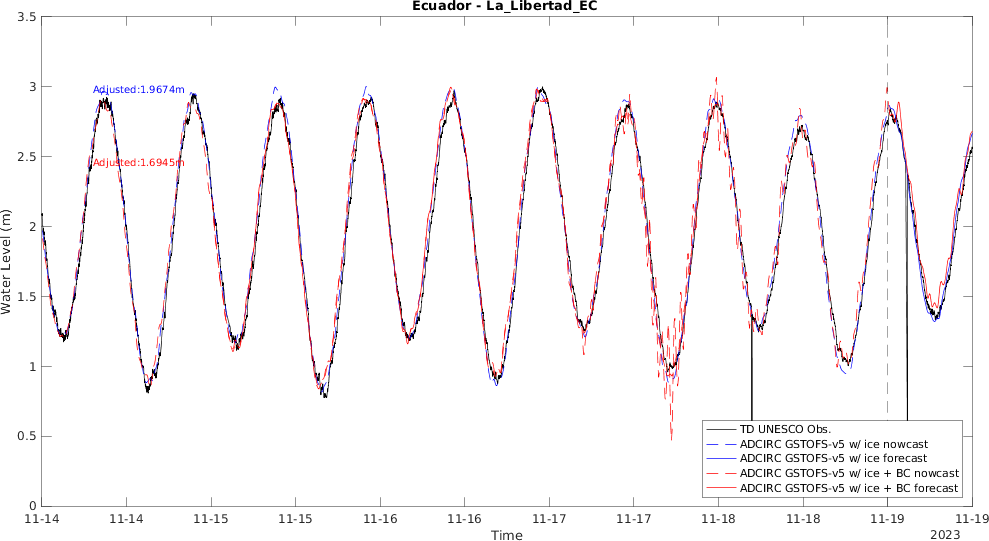 Ecuador - La_Libertad_EC
3.5
3
2.5
2
1.5
1
0.5
0
Water Level (m)
Adjusted:1.9674m
Adjusted:1.6945m
TD UNESCO Obs.
ADCIRC GSTOFS-v5 w/ ice nowcast
ADCIRC GSTOFS-v5 w/ ice forecast
ADCIRC GSTOFS-v5 w/ ice + BC nowcast
ADCIRC GSTOFS-v5 w/ ice + BC forecast
11-14 11-14 11-15 11-15 11-16 11-16 11-17 11-17 11-18 11-18 11-19 11-19
Time
2023